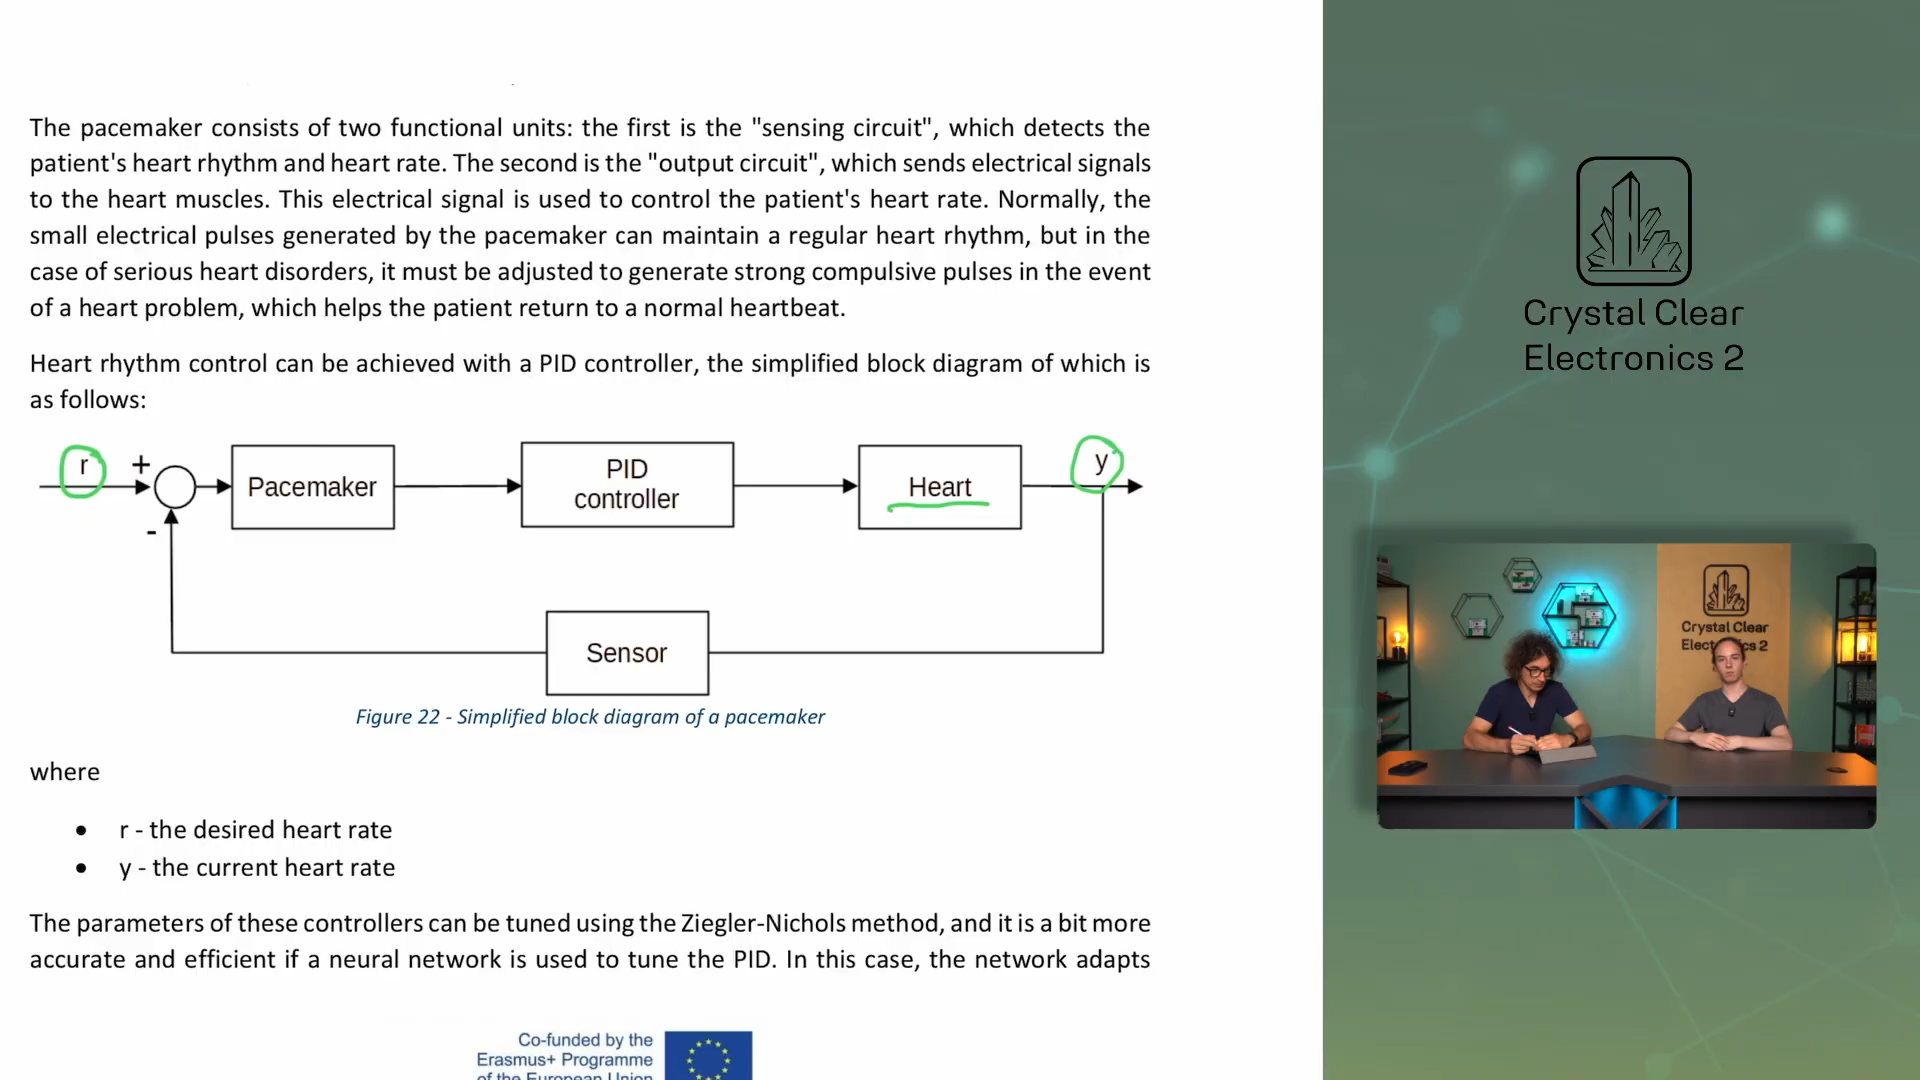 The pacemaker consists of two functional units: the first is the "sensing circuit", which detects the
patient's heart rhythm and heart rate. The second is the "output circuit", which sends electrical signals
to the heart muscles. This electrical signal is used to control the patient's heart rate. Normally, the
small electrical pulses generated by the pacemaker can maintain a regular heart rhythm, but in the
case of serious heart disorders, it must be adjusted to generate strong compulsive pulses in the event
of a heart problem, which helps the patient return to a normal heartbeat.
Heart rhythm control can be achieved with a PID controller, the simplified block diagram of which is
as follows:
r
+
-
Pacemaker
PID
controller
Heart
y
Sensor
Figure 22 - Simplified block diagram of a pacemaker
where
• r - the desired heart rate
• y - the current heart rate
The parameters of these controllers can be tuned using the Ziegler-Nichols method, and it is a bit more
accurate and efficient if a neural network is used to tune the PID. In this case, the network adapts
Co-funded by the
Erasmus+ Programme
of the European Union
Crystal Clear
Electronics 2
Crystal Clear
Electronics 2